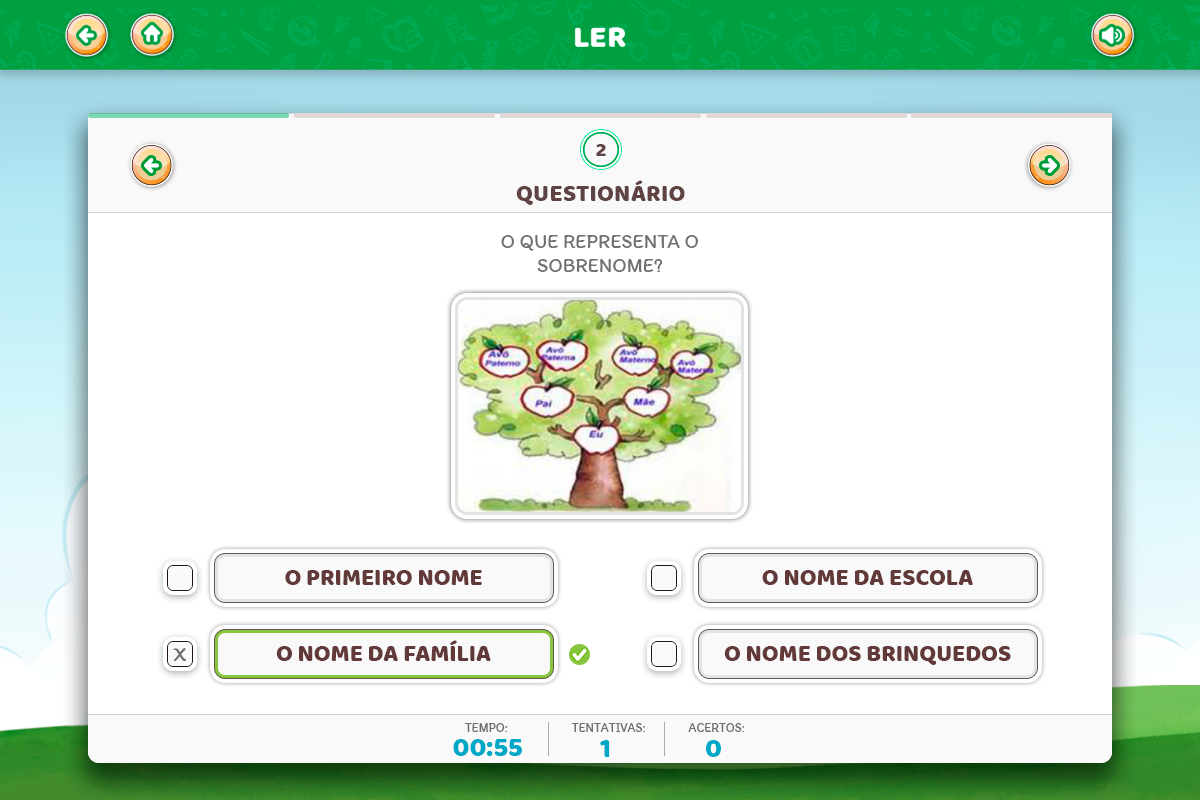 LER
2
QUESTIONÁRIO
O QUE REPRESENTA O
SOBRENOME?
Avô Paterno
Avó Paterna
Avô Materno
Avó Materna
Pai
Mãe
Eu
O PRIMEIRO NOME
O NOME DA ESCOLA
X
O NOME DA FAMÍLIA
O NOME DOS BRINQUEDOS
TEMPO:
00:55
TENTATIVAS:
1
ACERTOS:
0